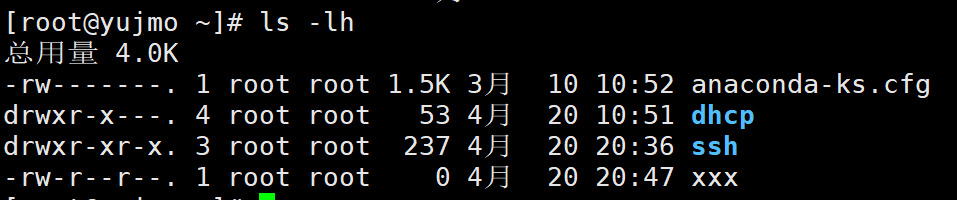 月
[root@yujmo ~]# ls -lh
总用量 4.0K
-rw-------. 1 root root 1.5K 3月  10 10:52 anaconda-ks.cfg
drwxr-x---. 4 root root   53 4月  20 10:51 dhcp
drwxr-xr-x. 3 root root  237 4月  20 20:36 ssh
-rw-r--r--. 1 root root    0 4月  20 20:47 xxx
[root@yujmo ~]#